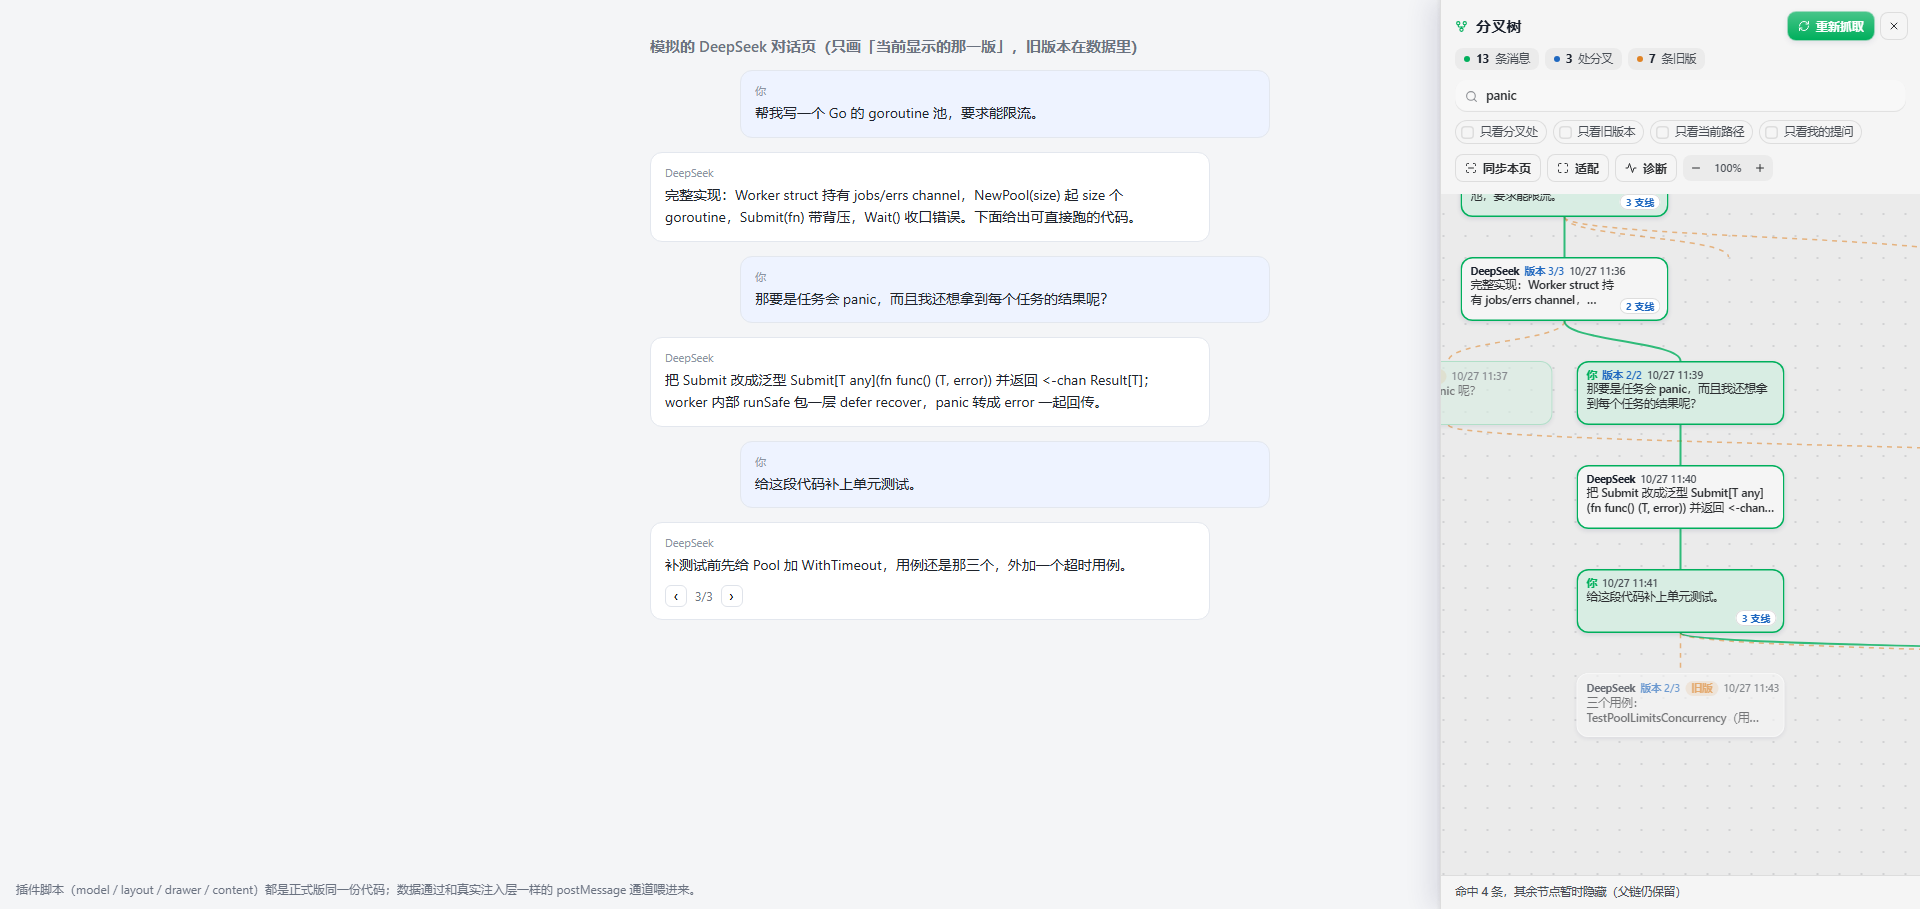 模拟的 DeepSeek 对话页（只画「当前显示的那一版」，旧版本在数据里）
你
帮我写一个 Go 的 goroutine 池，要求能限流。
DeepSeek
完整实现：Worker struct 持有 jobs/errs channel，NewPool(size) 起 size 个
goroutine，Submit(fn) 带背压，Wait() 收口错误。下面给出可直接跑的代码。
你
那要是任务会 panic，而且我还想拿到每个任务的结果呢？
DeepSeek
把 Submit 改成泛型 Submit[T any](fn func() (T, error)) 并返回 <-chan Result[T]；
worker 内部 runSafe 包一层 defer recover，panic 转成 error 一起回传。
你
给这段代码补上单元测试。
DeepSeek
补测试前先给 Pool 加 WithTimeout，用例还是那三个，外加一个超时用例。
‹ 3/3 ›
插件脚本（model / layout / drawer / content）都是正式版同一份代码；数据通过和真实注入层一样的 postMessage 通道喂进来。
分叉树
重新抓取
×
13 条消息
3 处分叉
7 条旧版
panic
只看分叉处
只看旧版本
只看当前路径
只看我的提问
同步本页
适配
诊断
− 100% +
池，要求能限流。
3 支线
DeepSeek 版本 3/3 10/27 11:36
完整实现：Worker struct 持
有 jobs/errs channel，…
2 支线
10/27 11:37
nic 呢？
你 版本 2/2 10/27 11:39
那要是任务会 panic，而且我还想拿
到每个任务的结果呢？
DeepSeek 10/27 11:40
把 Submit 改成泛型 Submit[T any]
(fn func() (T, error)) 并返回 <-chan…
你 10/27 11:41
给这段代码补上单元测试。
3 支线
DeepSeek 版本 2/3 旧版 10/27 11:43
三个用例：
TestPoolLimitsConcurrency（用…
命中 4 条，其余节点暂时隐藏（父链仍保留）